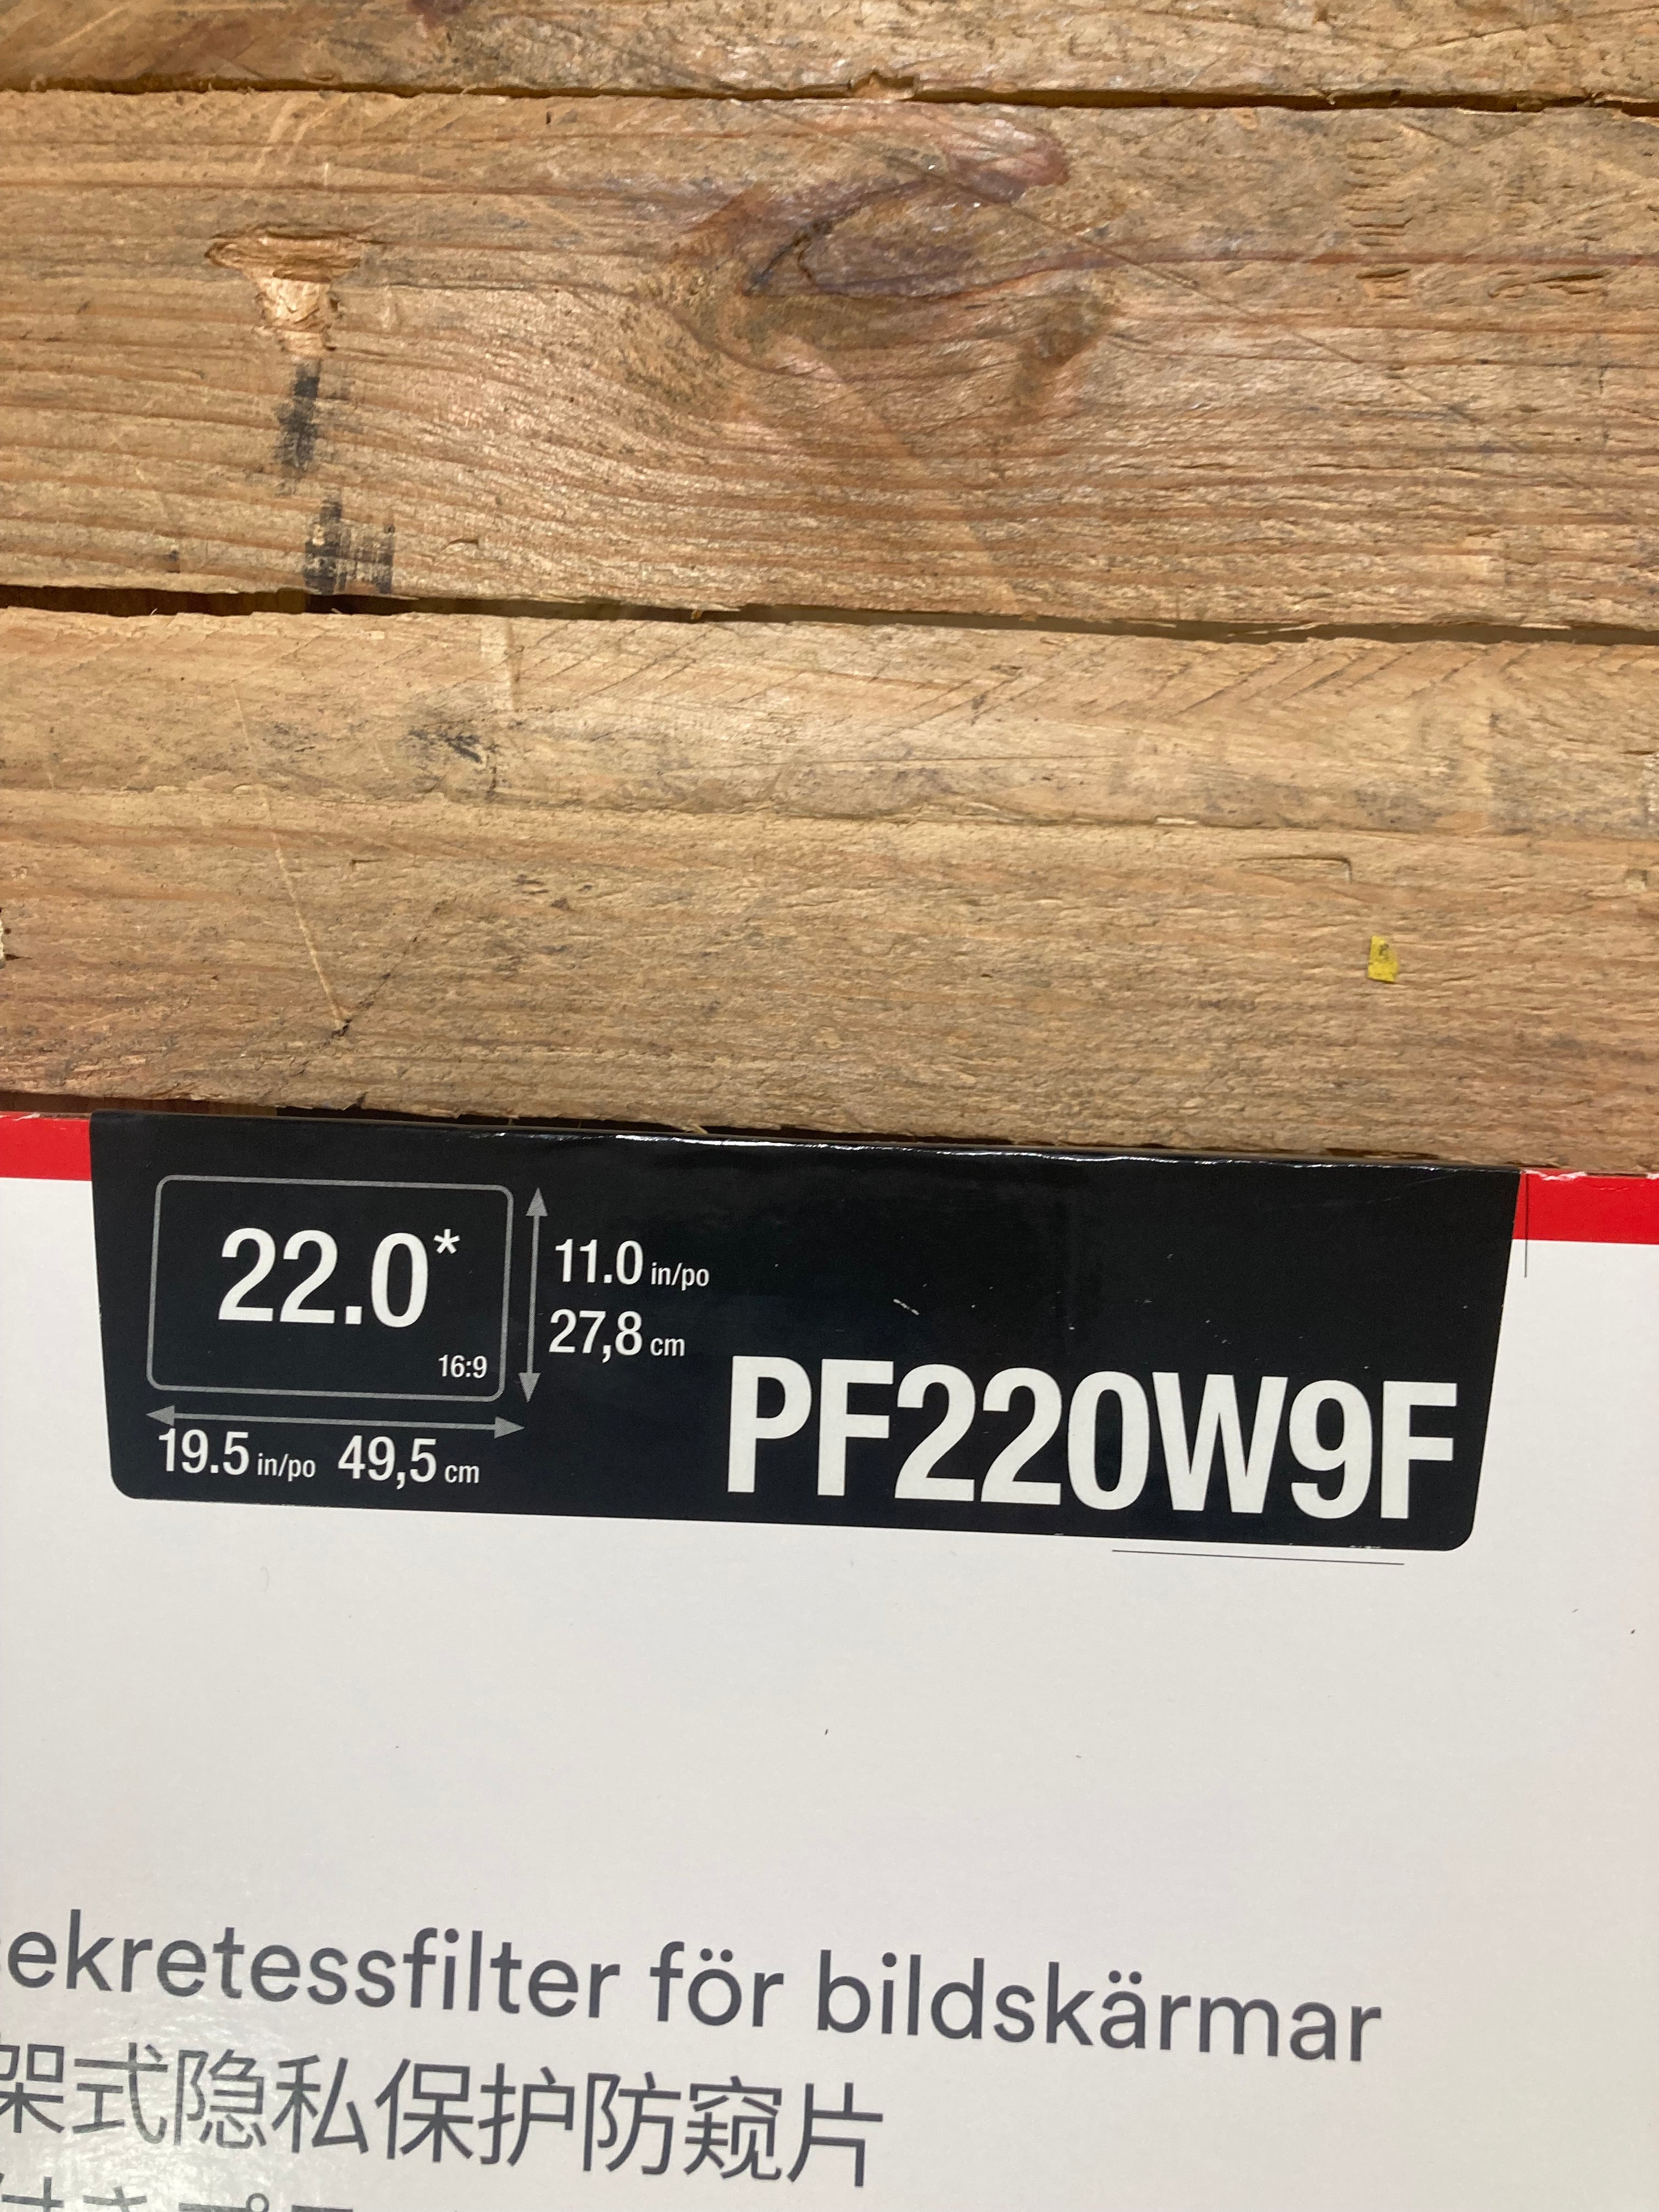 22.0*
16:9
11.0 in/po
27,8 cm
19.5 in/po 49,5 cm
PF220W9F
sekretessfilter för bildskärmar
架式隐私保护防窥片